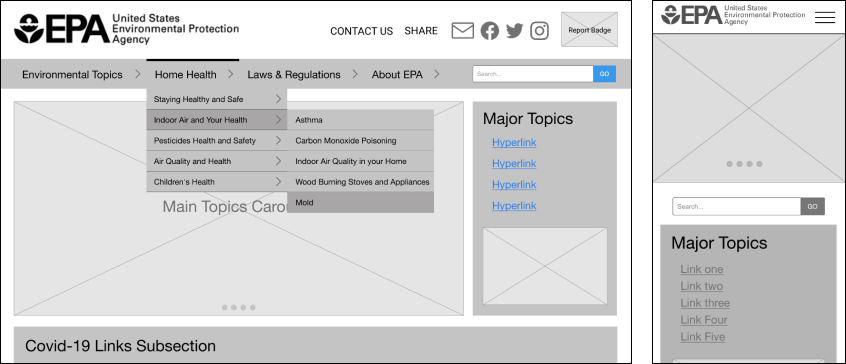 EPA
United States
Environmental Protection
Agency
CONTACT US SHARE
Report Badge
Environmental Topics Home Health Laws & Regulations About EPA
Search... GO
Staying Healthy and Safe
Indoor Air and Your Health
Pesticides Health and Safety
Air Quality and Health
Children's Health
Asthma
Carbon Monoxide Poisoning
Indoor Air Quality in your Home
Wood Burning Stoves and Appliances
Mold
Main Topics Caro
Major Topics
Hyperlink
Hyperlink
Hyperlink
Hyperlink
Covid-19 Links Subsection
EPA
United States
Environmental Protection
Agency
Search... GO
Major Topics
Link one
Link two
Link three
Link Four
Link Five